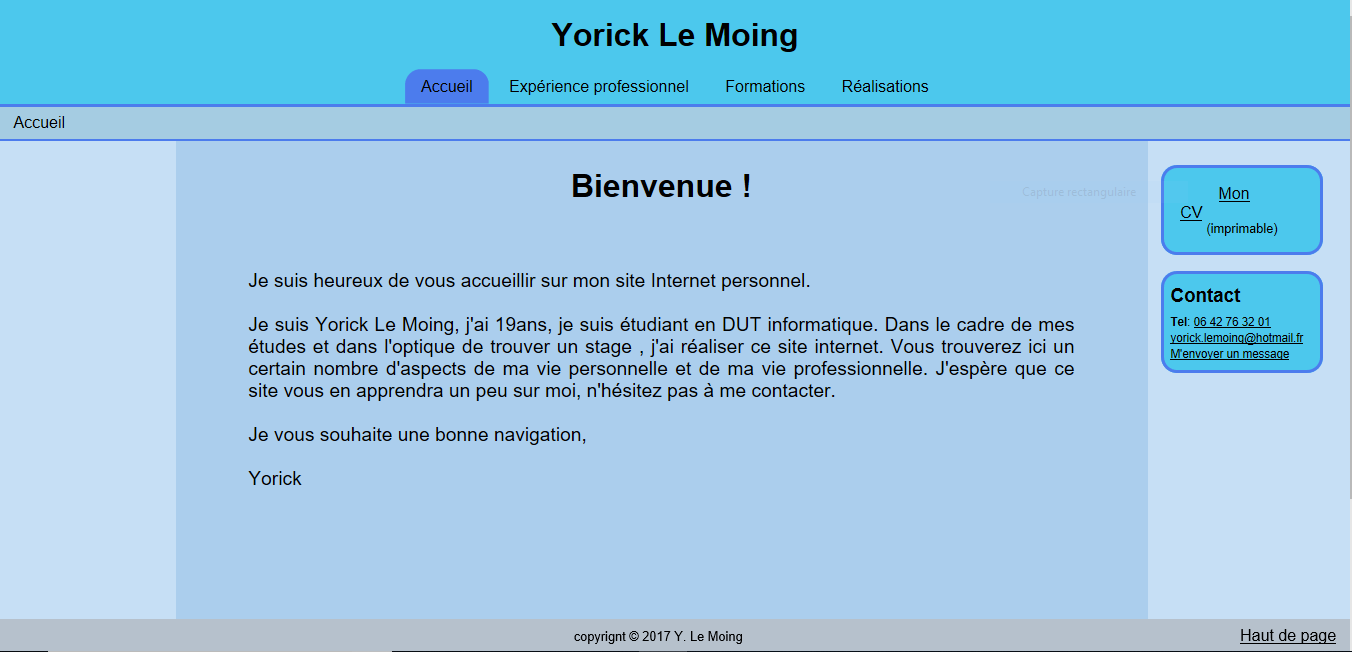 Yorick Le Moing
Accueil Expérience professionnel Formations Réalisations
Accueil
Bienvenue !
Capture rectangulaire
Je suis heureux de vous accueillir sur mon site Internet personnel.
Je suis Yorick Le Moing, j'ai 19ans, je suis étudiant en DUT informatique. Dans le cadre de mes
études et dans l'optique de trouver un stage , j'ai réaliser ce site internet. Vous trouverez ici un
certain nombre d'aspects de ma vie personnelle et de ma vie professionnelle. J'espère que ce
site vous en apprendra un peu sur moi, n'hésitez pas à me contacter.
Je vous souhaite une bonne navigation,
Yorick
Mon
CV
(imprimable)
Contact
Tel: 06 42 76 32 01
yorick.lemoing@hotmail.fr
M'envoyer un message
copyrignt © 2017 Y. Le Moing
Haut de page